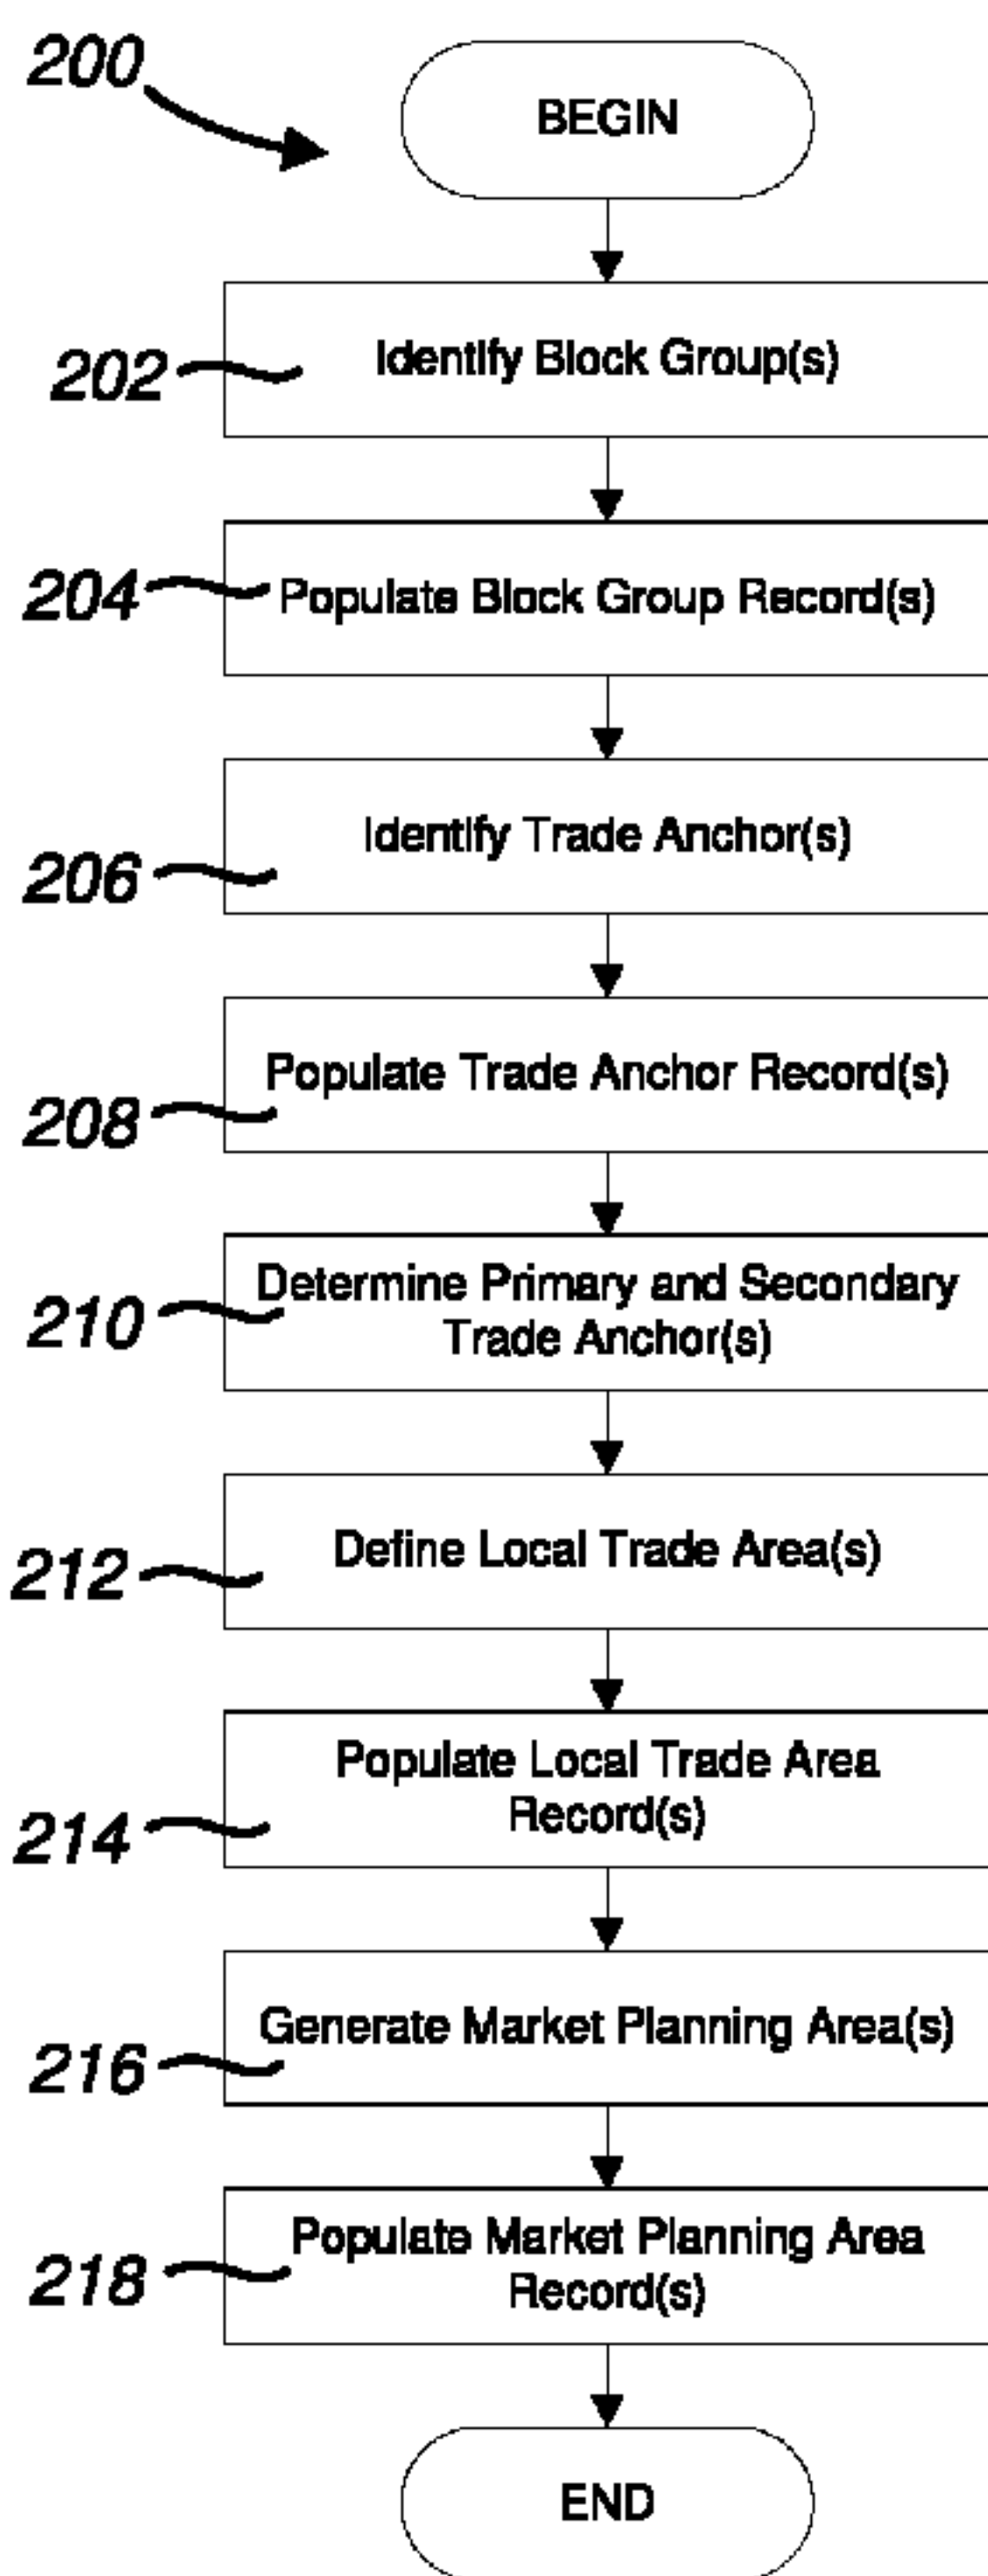 200
BEGIN
202
Identify Block Group(s)
204
Populate Block Group Record(s)
206
Identify Trade Anchor(s)
208
Populate Trade Anchor Record(s)
210
Determine Primary and Secondary
Trade Anchor(s)
212
Define Local Trade Area(s)
214
Populate Local Trade Area
Record(s)
216
Generate Market Planning Area(s)
218
Populate Market Planning Area
Record(s)
END